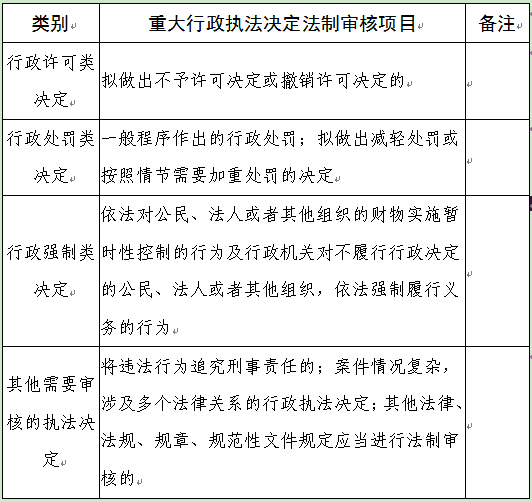 类别 重大行政执法决定法制审核项目 备注
行政许可类
决定
拟做出不予许可决定或撤销许可决定的
行政处罚类
决定
一般程序作出的行政处罚；拟做出减轻处罚或
按照情节需要加重处罚的决定
行政强制类
决定
依法对公民、法人或者其他组织的财物实施暂
时性控制的行为及行政机关对不履行行政决定
的公民、法人或者其他组织，依法强制履行义
务的行为
其他需要审
核的执法决
定
将违法行为追究刑事责任的；案件情况复杂，
涉及多个法律关系的行政执法决定；其他法律、
法规、规章、规范性文件规定应当进行法制审
核的